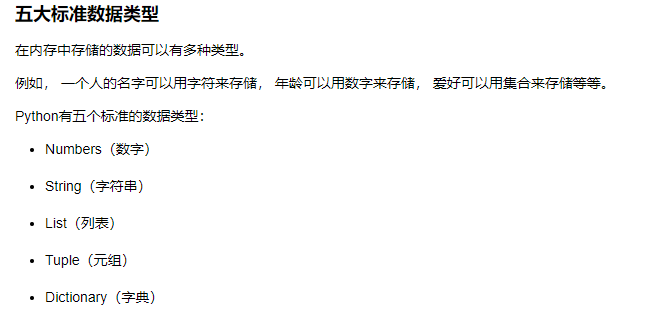 五大标准数据类型
在内存中存储的数据可以有多种类型。
例如， 一个人的名字可以用字符来存储， 年龄可以用数字来存储， 爱好可以用集合来存储等等。
Python有五个标准的数据类型：
• Numbers（数字）
• String（字符串）
• List（列表）
• Tuple（元组）
• Dictionary（字典）